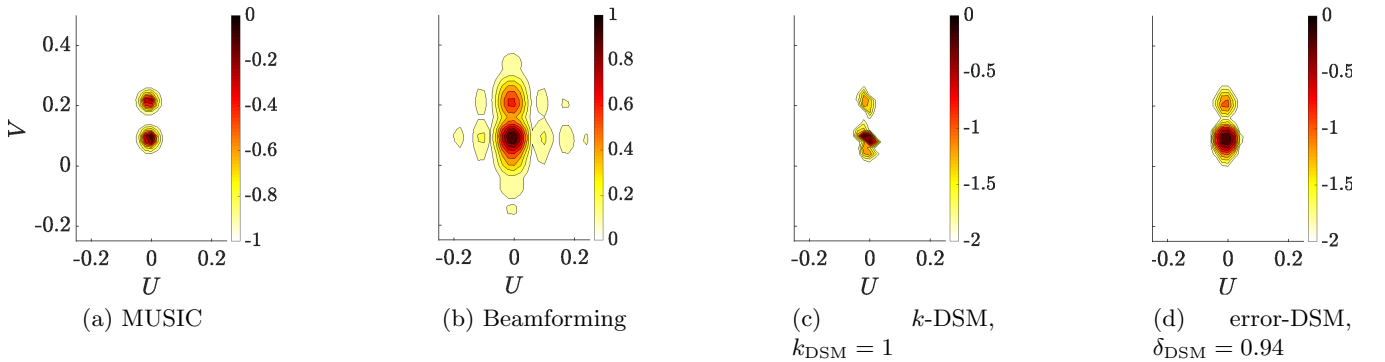 0.4
0.2
0
-0.2
V
-0.2 0 0.2
U
0
-0.2
-0.4
-0.6
-0.8
-1
(a) MUSIC
-0.2 0 0.2
U
1
0.8
0.6
0.4
0.2
0
(b) Beamforming
-0.2 0 0.2
U
0
-0.5
-1
-1.5
-2
(c) k-DSM,
k_DSM = 1
-0.2 0 0.2
U
0
-0.5
-1
-1.5
-2
(d) error-DSM,
δ_DSM = 0.94